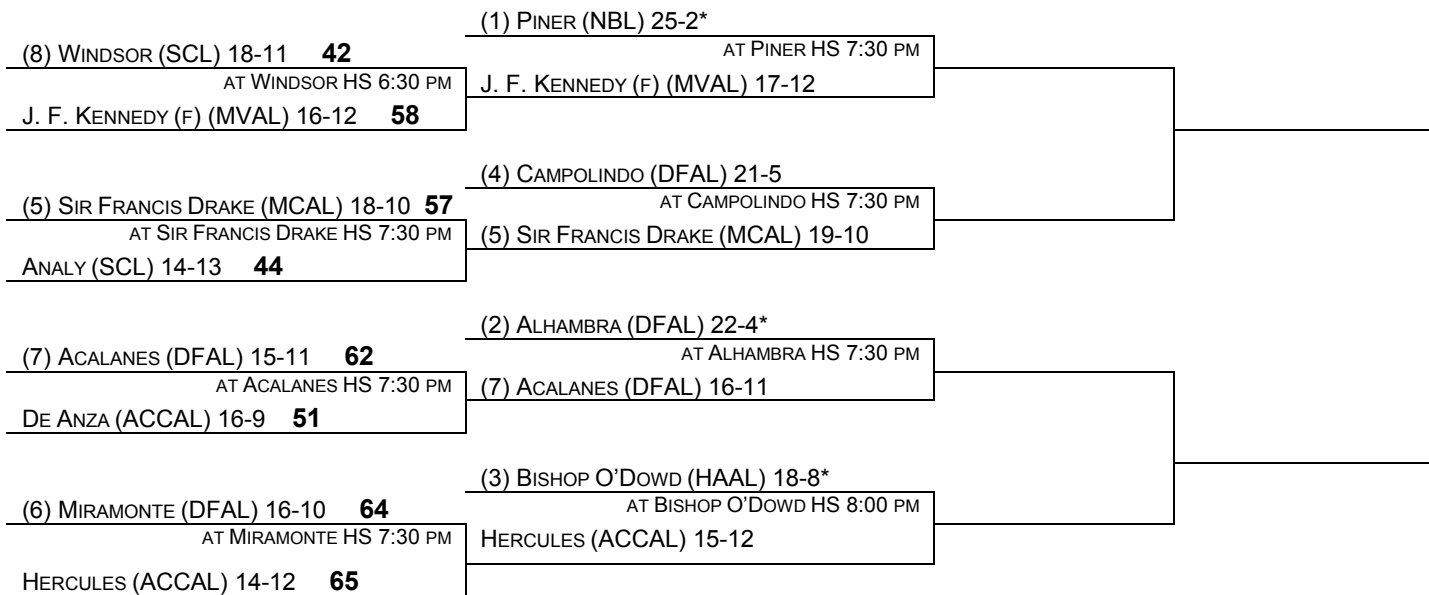 (1) PINER (NBL) 25-2*
(8) WINDSOR (SCL) 18-11 42
AT PINER HS 7:30 PM
AT WINDSOR HS 6:30 PM
J. F. KENNEDY (F) (MVAL) 17-12
J. F. KENNEDY (F) (MVAL) 16-12 58
(4) CAMPOLINDO (DFAL) 21-5
(5) SIR FRANCIS DRAKE (MCAL) 18-10 57
AT CAMPOLINDO HS 7:30 PM
AT SIR FRANCIS DRAKE HS 7:30 PM
(5) SIR FRANCIS DRAKE (MCAL) 19-10
ANALY (SCL) 14-13 44
(2) ALHAMBRA (DFAL) 22-4*
(7) ACALANES (DFAL) 15-11 62
AT ALHAMBRA HS 7:30 PM
AT ACALANES HS 7:30 PM
(7) ACALANES (DFAL) 16-11
DE ANZA (ACCAL) 16-9 51
(3) BISHOP O’DOWD (HAAL) 18-8*
(6) MIRAMONTE (DFAL) 16-10 64
AT BISHOP O’DOWD HS 8:00 PM
AT MIRAMONTE HS 7:30 PM
HERCULES (ACCAL) 15-12
HERCULES (ACCAL) 14-12 65